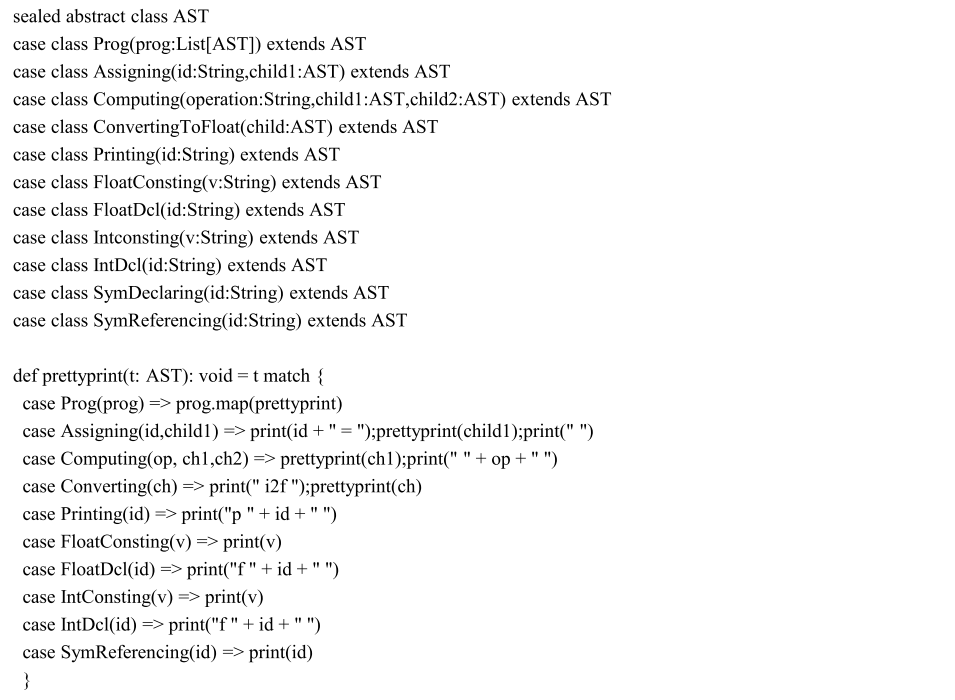 sealed abstract class AST
case class Prog(prog:List[AST]) extends AST
case class Assigning(id:String,child1:AST) extends AST
case class Computing(operation:String,child1:AST,child2:AST) extends AST
case class ConvertingToFloat(child:AST) extends AST
case class Printing(id:String) extends AST
case class FloatConsting(v:String) extends AST
case class FloatDcl(id:String) extends AST
case class Intconsting(v:String) extends AST
case class IntDcl(id:String) extends AST
case class SymDeclaring(id:String) extends AST
case class SymReferencing(id:String) extends AST

def prettyprint(t: AST): void = t match {
  case Prog(prog) => prog.map(prettyprint)
  case Assigning(id,child1) => print(id + " = ");prettyprint(child1);print(" ")
  case Computing(op, ch1,ch2) => prettyprint(ch1);print(" " + op + " ")
  case Converting(ch) => print(" i2f ");prettyprint(ch)
  case Printing(id) => print("p " + id + " ")
  case FloatConsting(v) => print(v)
  case FloatDcl(id) => print("f " + id + " ")
  case IntConsting(v) => print(v)
  case IntDcl(id) => print("f " + id + " ")
  case SymReferencing(id) => print(id)
  }